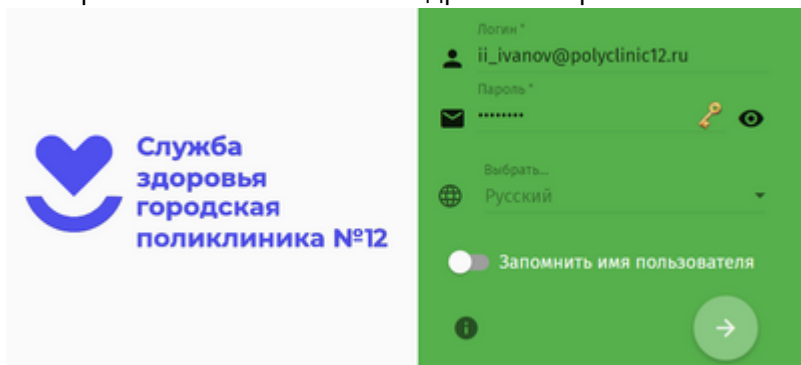 Служба
здоровья
городская
поликлиника №12
Логин *
ii_ivanov@polyclinic12.ru
Пароль *
••••••••
Выбрать...
Русский
Запомнить имя пользователя